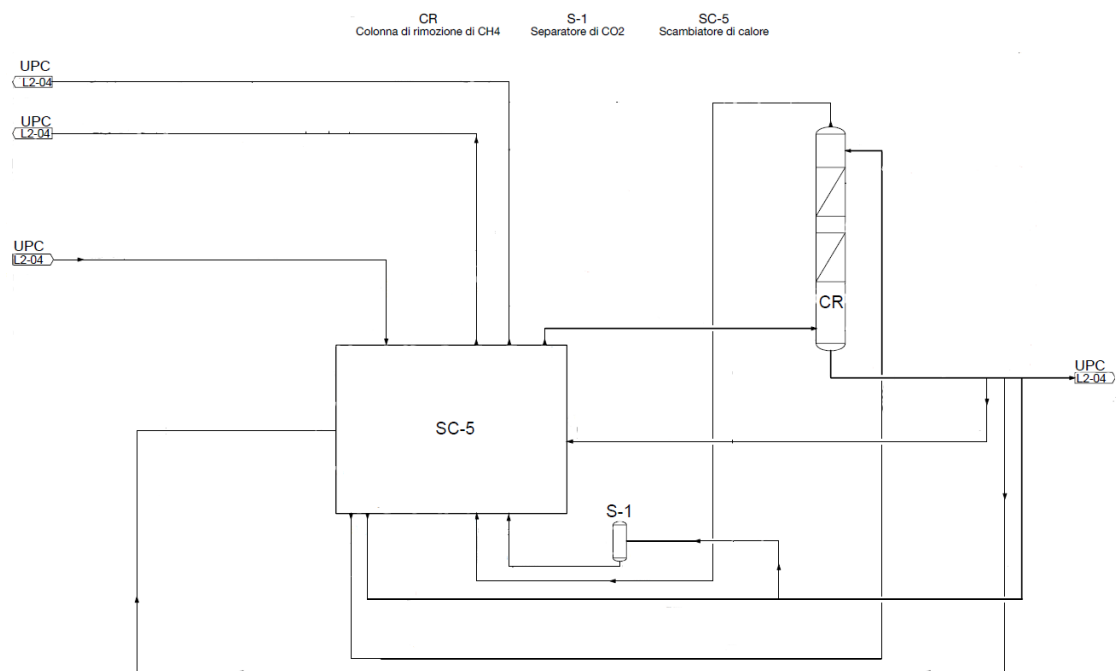 CR
Colonna di rimozione di CH4
S-1
Separatore di CO2
SC-5
Scambiatore di calore
UPC
L2-04
UPC
L2-04
UPC
L2-04
CR
UPC
L2-04
SC-5
S-1